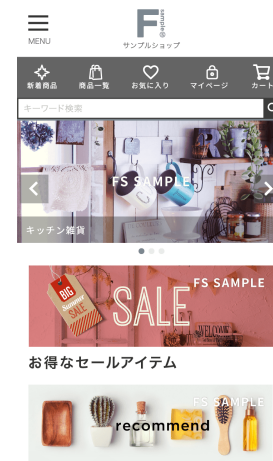 MENU
F
sample@
サンプルショップ
新着商品 商品一覧 お気に入り マイページ カート
キーワード検索
FS SAMPLE
キッチン雑貨
FS SAMPLE
BIG
Summer
SALE
SALE
WELCOME
お得なセールアイテム
FS SAMPLE
recommend